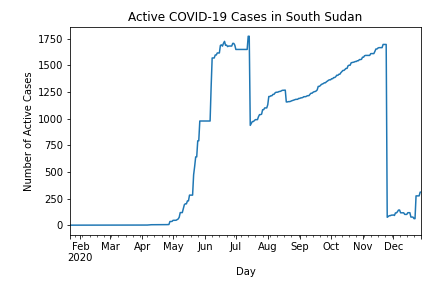 Active COVID-19 Cases in South Sudan
Number of Active Cases
1750
1500
1250
1000
750
500
250
0
Feb Mar Apr May Jun Jul Aug Sep Oct Nov Dec
2020
Day